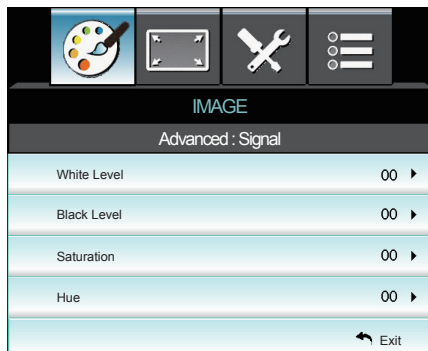 IMAGE
Advanced : Signal
White Level 00
Black Level 00
Saturation 00
Hue 00
Exit